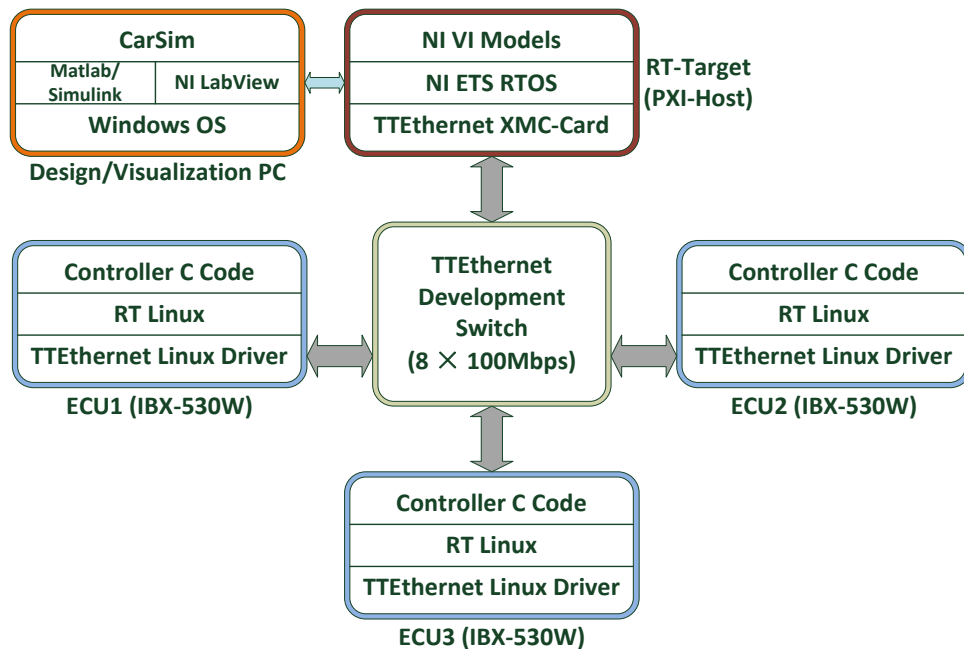 CarSim
Matlab/
Simulink
NI LabView
Windows OS
Design/Visualization PC
NI VI Models
NI ETS RTOS
TTEthernet XMC-Card
RT-Target
(PXI-Host)
TTEthernet
Development
Switch
(8 × 100Mbps)
Controller C Code
RT Linux
TTEthernet Linux Driver
ECU1 (IBX-530W)
Controller C Code
RT Linux
TTEthernet Linux Driver
ECU2 (IBX-530W)
Controller C Code
RT Linux
TTEthernet Linux Driver
ECU3 (IBX-530W)